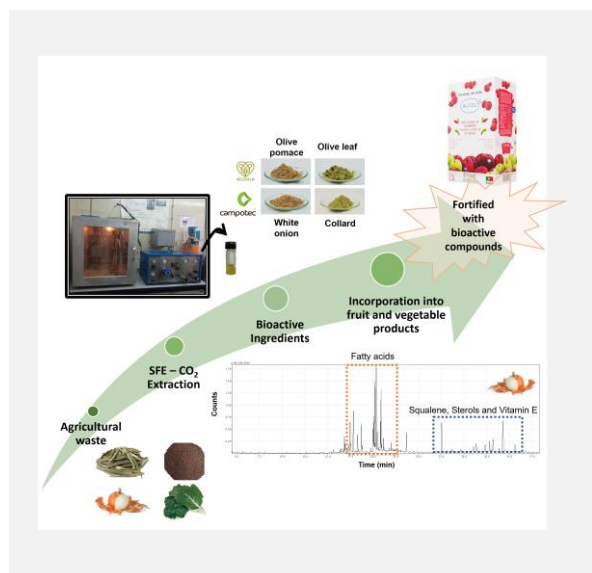 Olive
pomace
Olive leaf
campotec
White
onion
Collard
Fortified
with
bioactive
compounds
Incorporation into
fruit and vegetable
products
Bioactive
Ingredients
SFE – CO₂
Extraction
Agricultural
waste
Fatty acids
Squalene, Sterols and Vitamin E
Counts
Time (min)